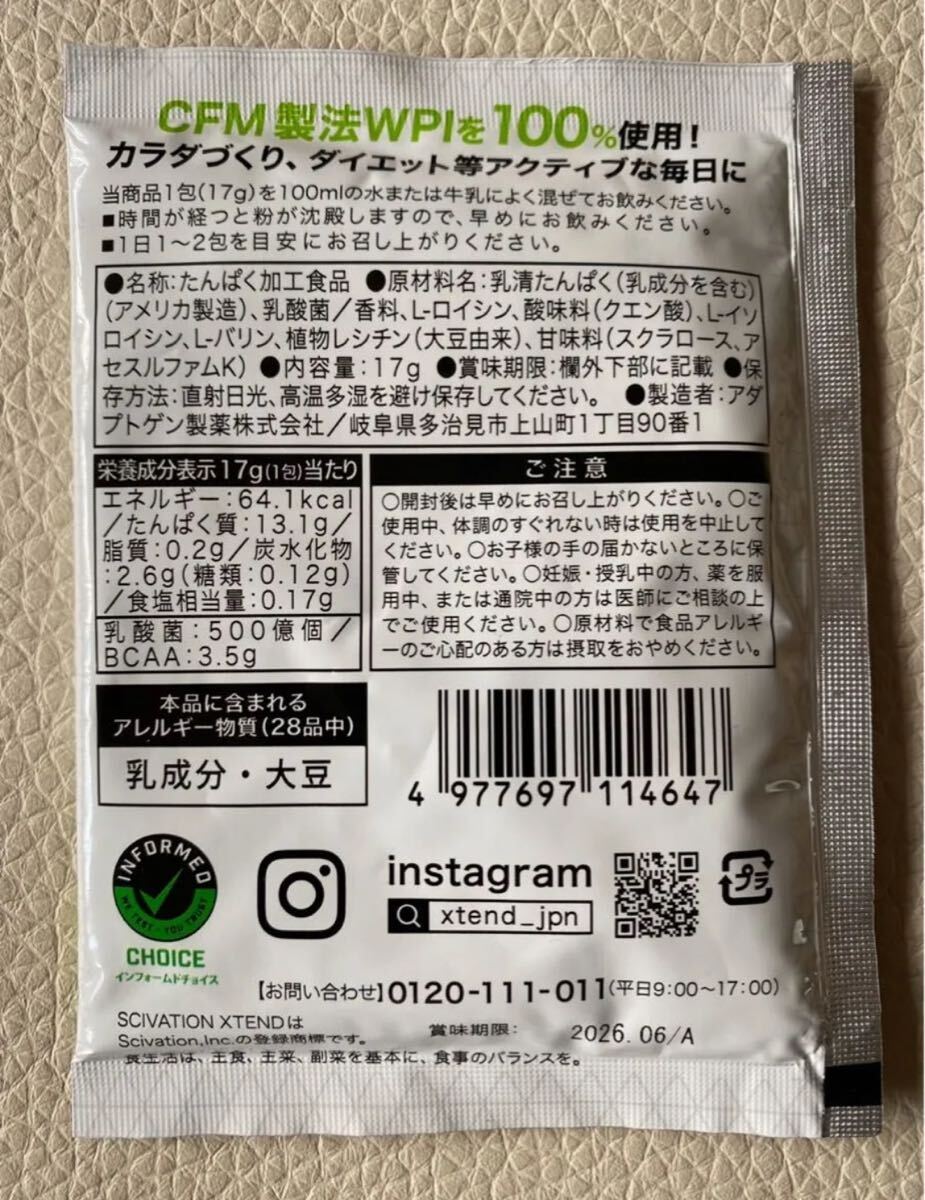 CFM製法WPIを100%使用!
カラダづくり、ダイエット等アクティブな毎日に
当商品1包(17g)を100mlの水または牛乳によく混ぜてお飲みください。
■時間が経つと粉が沈殿しますので、早めにお飲みください。
■1日1〜2包を目安にお召し上がりください。
●名称:たんぱく加工食品 ●原材料名:乳清たんぱく(乳成分を含む)
(アメリカ製造)、乳酸菌/香料、L-ロイシン、酸味料(クエン酸)、L-イソ
ロイシン、L-バリン、植物レシチン(大豆由来)、甘味料(スクラロース、ア
セスルファムK) ●内容量:17g ●賞味期限:欄外下部に記載 ●保
存方法:直射日光、高温多湿を避け保存してください。 ●製造者:アダ
プトゲン製薬株式会社/岐阜県多治見市上山町1丁目90番1
栄養成分表示17g(1包)当たり
エネルギー:64.1kcal
/たんぱく質:13.1g/
脂質:0.2g/炭水化物
:2.6g(糖類:0.12g)
/食塩相当量:0.17g
乳酸菌:500億個/
BCAA:3.5g
ご注意
○開封後は早めにお召し上がりください。○ご
使用中、体調のすぐれない時は使用を中止して
ください。○お子様の手の届かないところに保
管してください。○妊娠・授乳中の方、薬を服
用中、または通院中の方は医師にご相談の上
でご使用ください。○原材料で食品アレルギ
ーのご心配のある方は摂取をおやめください。
本品に含まれる
アレルギー物質(28品中)
乳成分・大豆
4 977697 114647
INFORMED
WE TEST · YOU TRUST
CHOICE
インフォームドチョイス
instagram
xtend_jpn
プラ
【お問い合わせ】0120-111-011(平日9:00〜17:00)
SCIVATION XTENDは
Scivation,Inc.の登録商標です。
賞味期限: 2026.06/A
食生活は、主食、主菜、副菜を基本に、食事のバランスを。